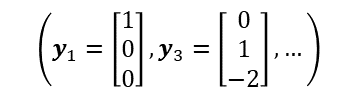 (𝒚₁ = [1 0 0], 𝒚₃ = [0 1 −2], …)